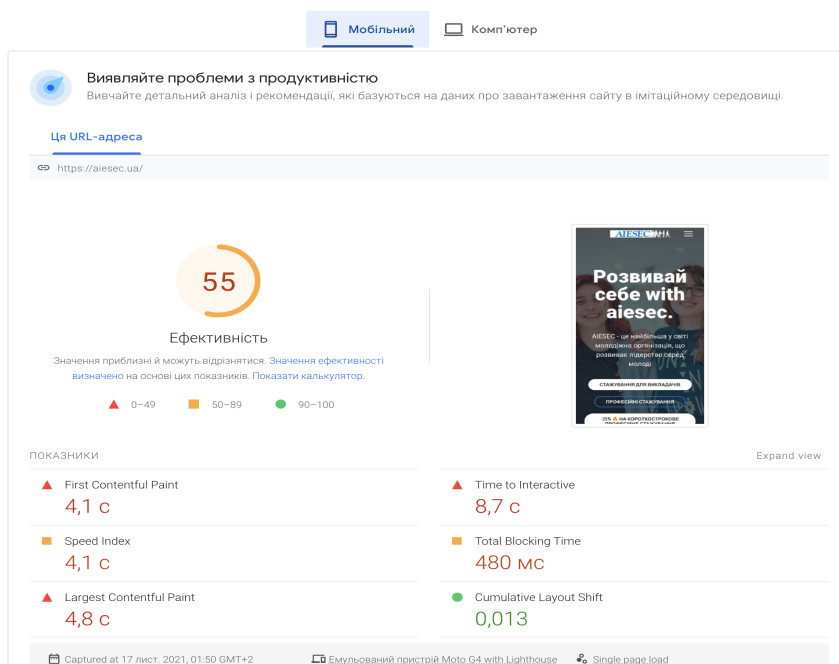 Мобільний
Комп'ютер
Виявляйте проблеми з продуктивністю
Вивчайте детальний аналіз і рекомендації, які базуються на даних про завантаження сайту в імітаційному середовищі.
Ця URL-адреса
https://aiesec.ua/
55
Ефективність
Значення приблизні й можуть відрізнятися. Значення ефективності
визначено на основі цих показників. Показати калькулятор.
0–49
50–89
90–100
AIESEC
Розвивай
себе with
aiesec.
AIESEC - це найбільша у світі
молодіжна організація, що
розвиває лідерство серед
молоді
СТАЖУВАННЯ ДЛЯ ВИКЛАДАЧІВ
ПРОФЕСІЙНІ СТАЖУВАННЯ
-25% 🔥 НА КОРОТКОСТРОКОВЕ
ПРОФЕСІЙНЕ СТАЖУВАННЯ
ПОКАЗНИКИ
Expand view
First Contentful Paint
4,1 с
Time to Interactive
8,7 с
Speed Index
4,1 с
Total Blocking Time
480 мс
Largest Contentful Paint
4,8 с
Cumulative Layout Shift
0,013
Captured at 17 лист. 2021, 01:50 GMT+2
Емульований пристрій Moto G4 with Lighthouse
Single page load